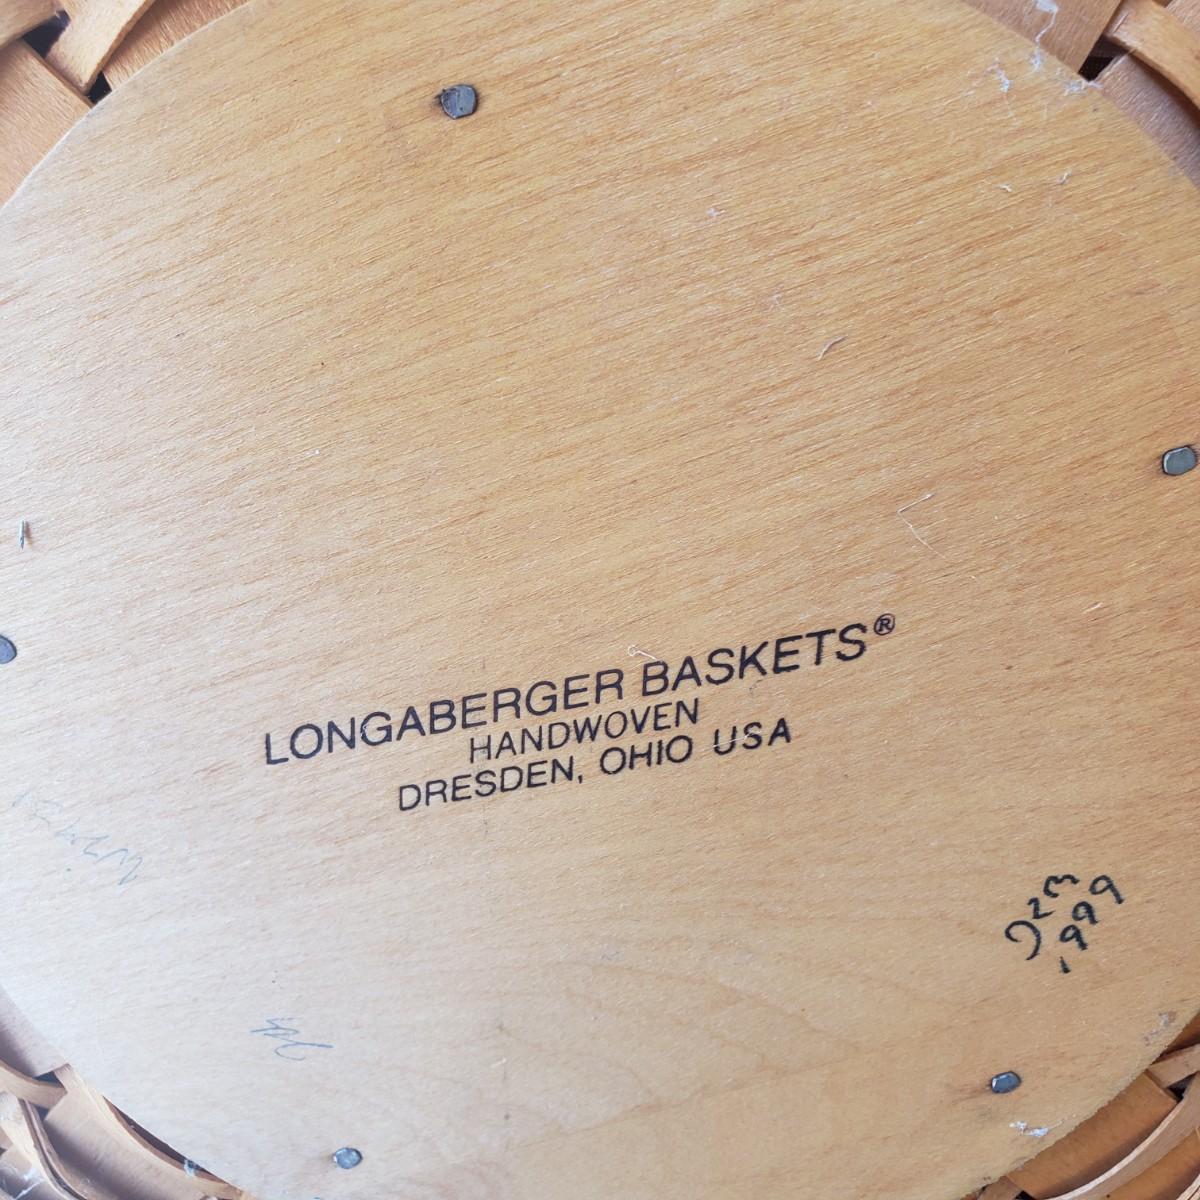 LONGABERGER BASKETS®
HANDWOVEN
DRESDEN, OHIO USA
1999